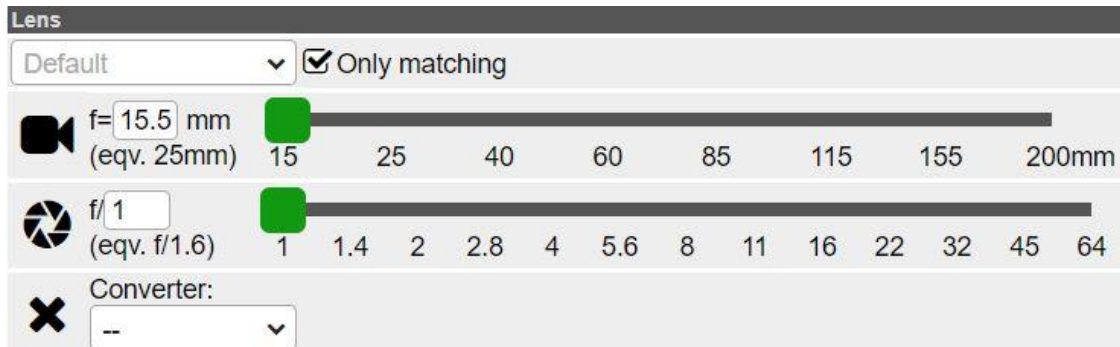 Lens
Default Only matching
f= 15.5 mm
(eqv. 25mm)
15 25 40 60 85 115 155 200mm
f/ 1
(eqv. f/1.6)
1 1.4 2 2.8 4 5.6 8 11 16 22 32 45 64
Converter:
--